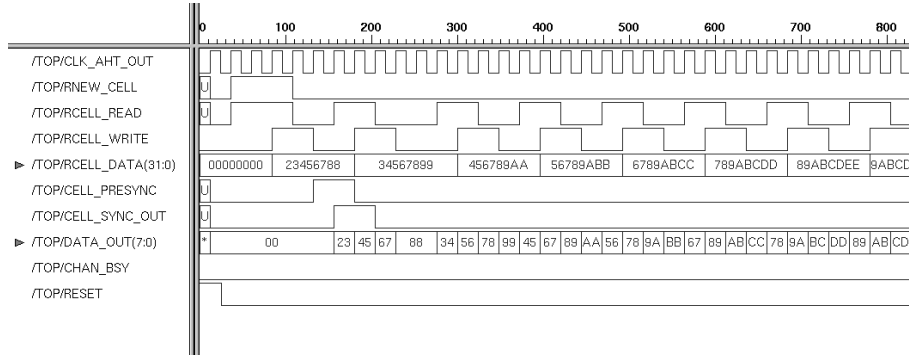 0 100 200 300 400 500 600 700 800
/TOP/CLK_AHT_OUT
/TOP/RNEW_CELL U
/TOP/RCELL_READ U
/TOP/RCELL_WRITE
/TOP/RCELL_DATA(31:0) 00000000 23456788 34567899 456789AA 56789ABB 6789ABCC 789ABCDD 89ABCDEE 9ABCD
/TOP/CELL_PRESYNC U
/TOP/CELL_SYNC_OUT U
/TOP/DATA_OUT(7:0) * 00 23 45 67 88 34 56 78 99 45 67 89 AA 56 78 9A BB 67 89 AB CC 78 9A BC DD 89 AB CD
/TOP/CHAN_BSY
/TOP/RESET